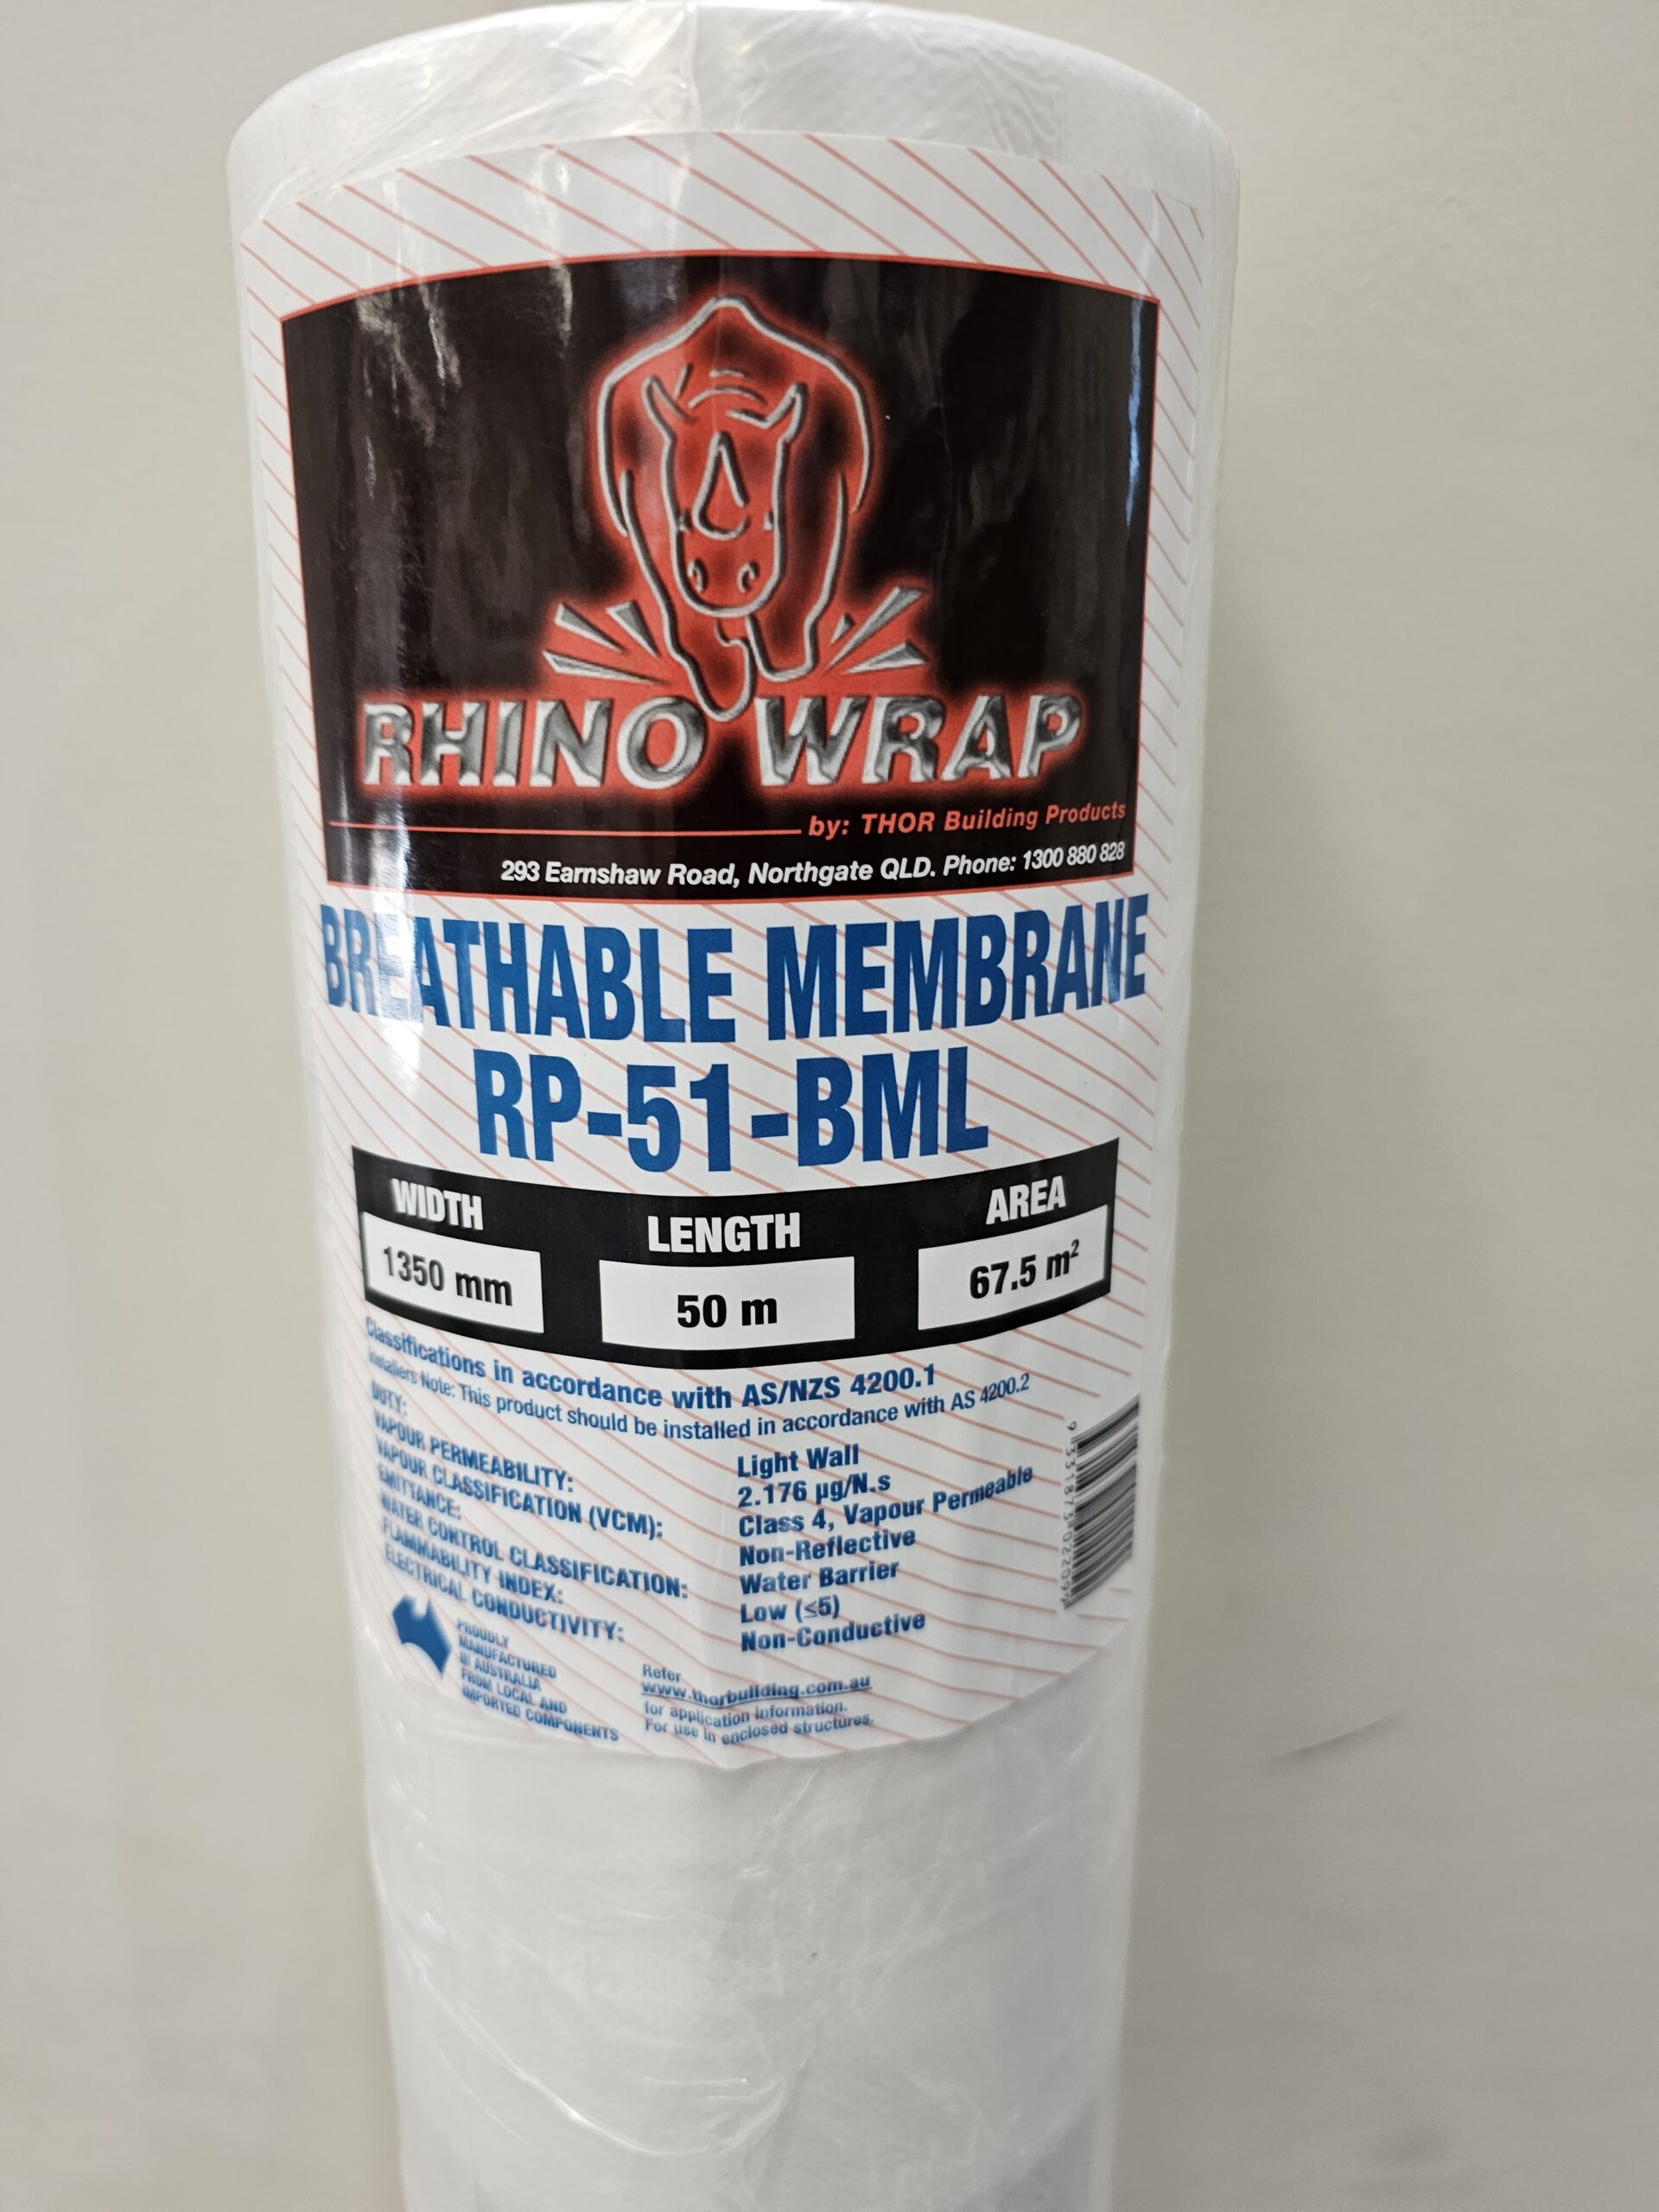 RHINO WRAP
by: THOR Building Products
293 Earnshaw Road, Northgate QLD. Phone: 1300 880 828
BREATHABLE MEMBRANE
RP-51-BML
WIDTH LENGTH AREA
1350 mm 50 m 67.5 m²
Classifications in accordance with AS/NZS 4200.1
Installers Note: This product should be installed in accordance with AS 4200.2
DUTY: Light Wall
VAPOUR PERMEABILITY: 2.176 µg/N.s
VAPOUR CLASSIFICATION (VCM): Class 4, Vapour Permeable
EMITTANCE: Non-Reflective
WATER CONTROL CLASSIFICATION: Water Barrier
FLAMMABILITY INDEX: Low (≤5)
ELECTRICAL CONDUCTIVITY: Non-Conductive
PROUDLY
MANUFACTURED
IN AUSTRALIA
FROM LOCAL AND
IMPORTED COMPONENTS
Refer
www.thorbuilding.com.au
for application information.
For use in enclosed structures.